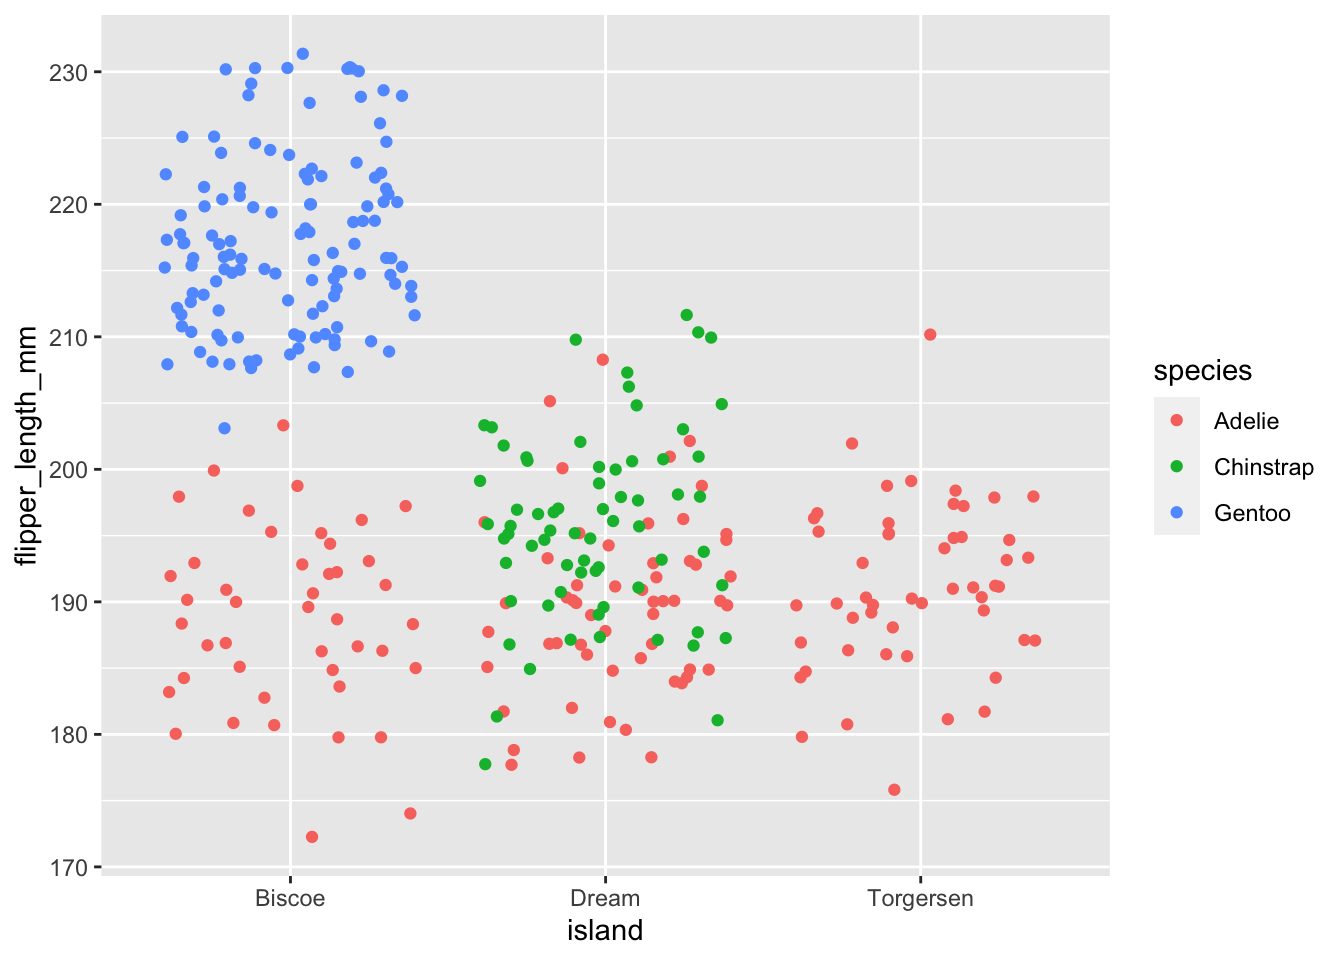 230
220
210
200
190
180
170
flipper_length_mm
Biscoe
Dream
Torgersen
island
species
Adelie
Chinstrap
Gentoo